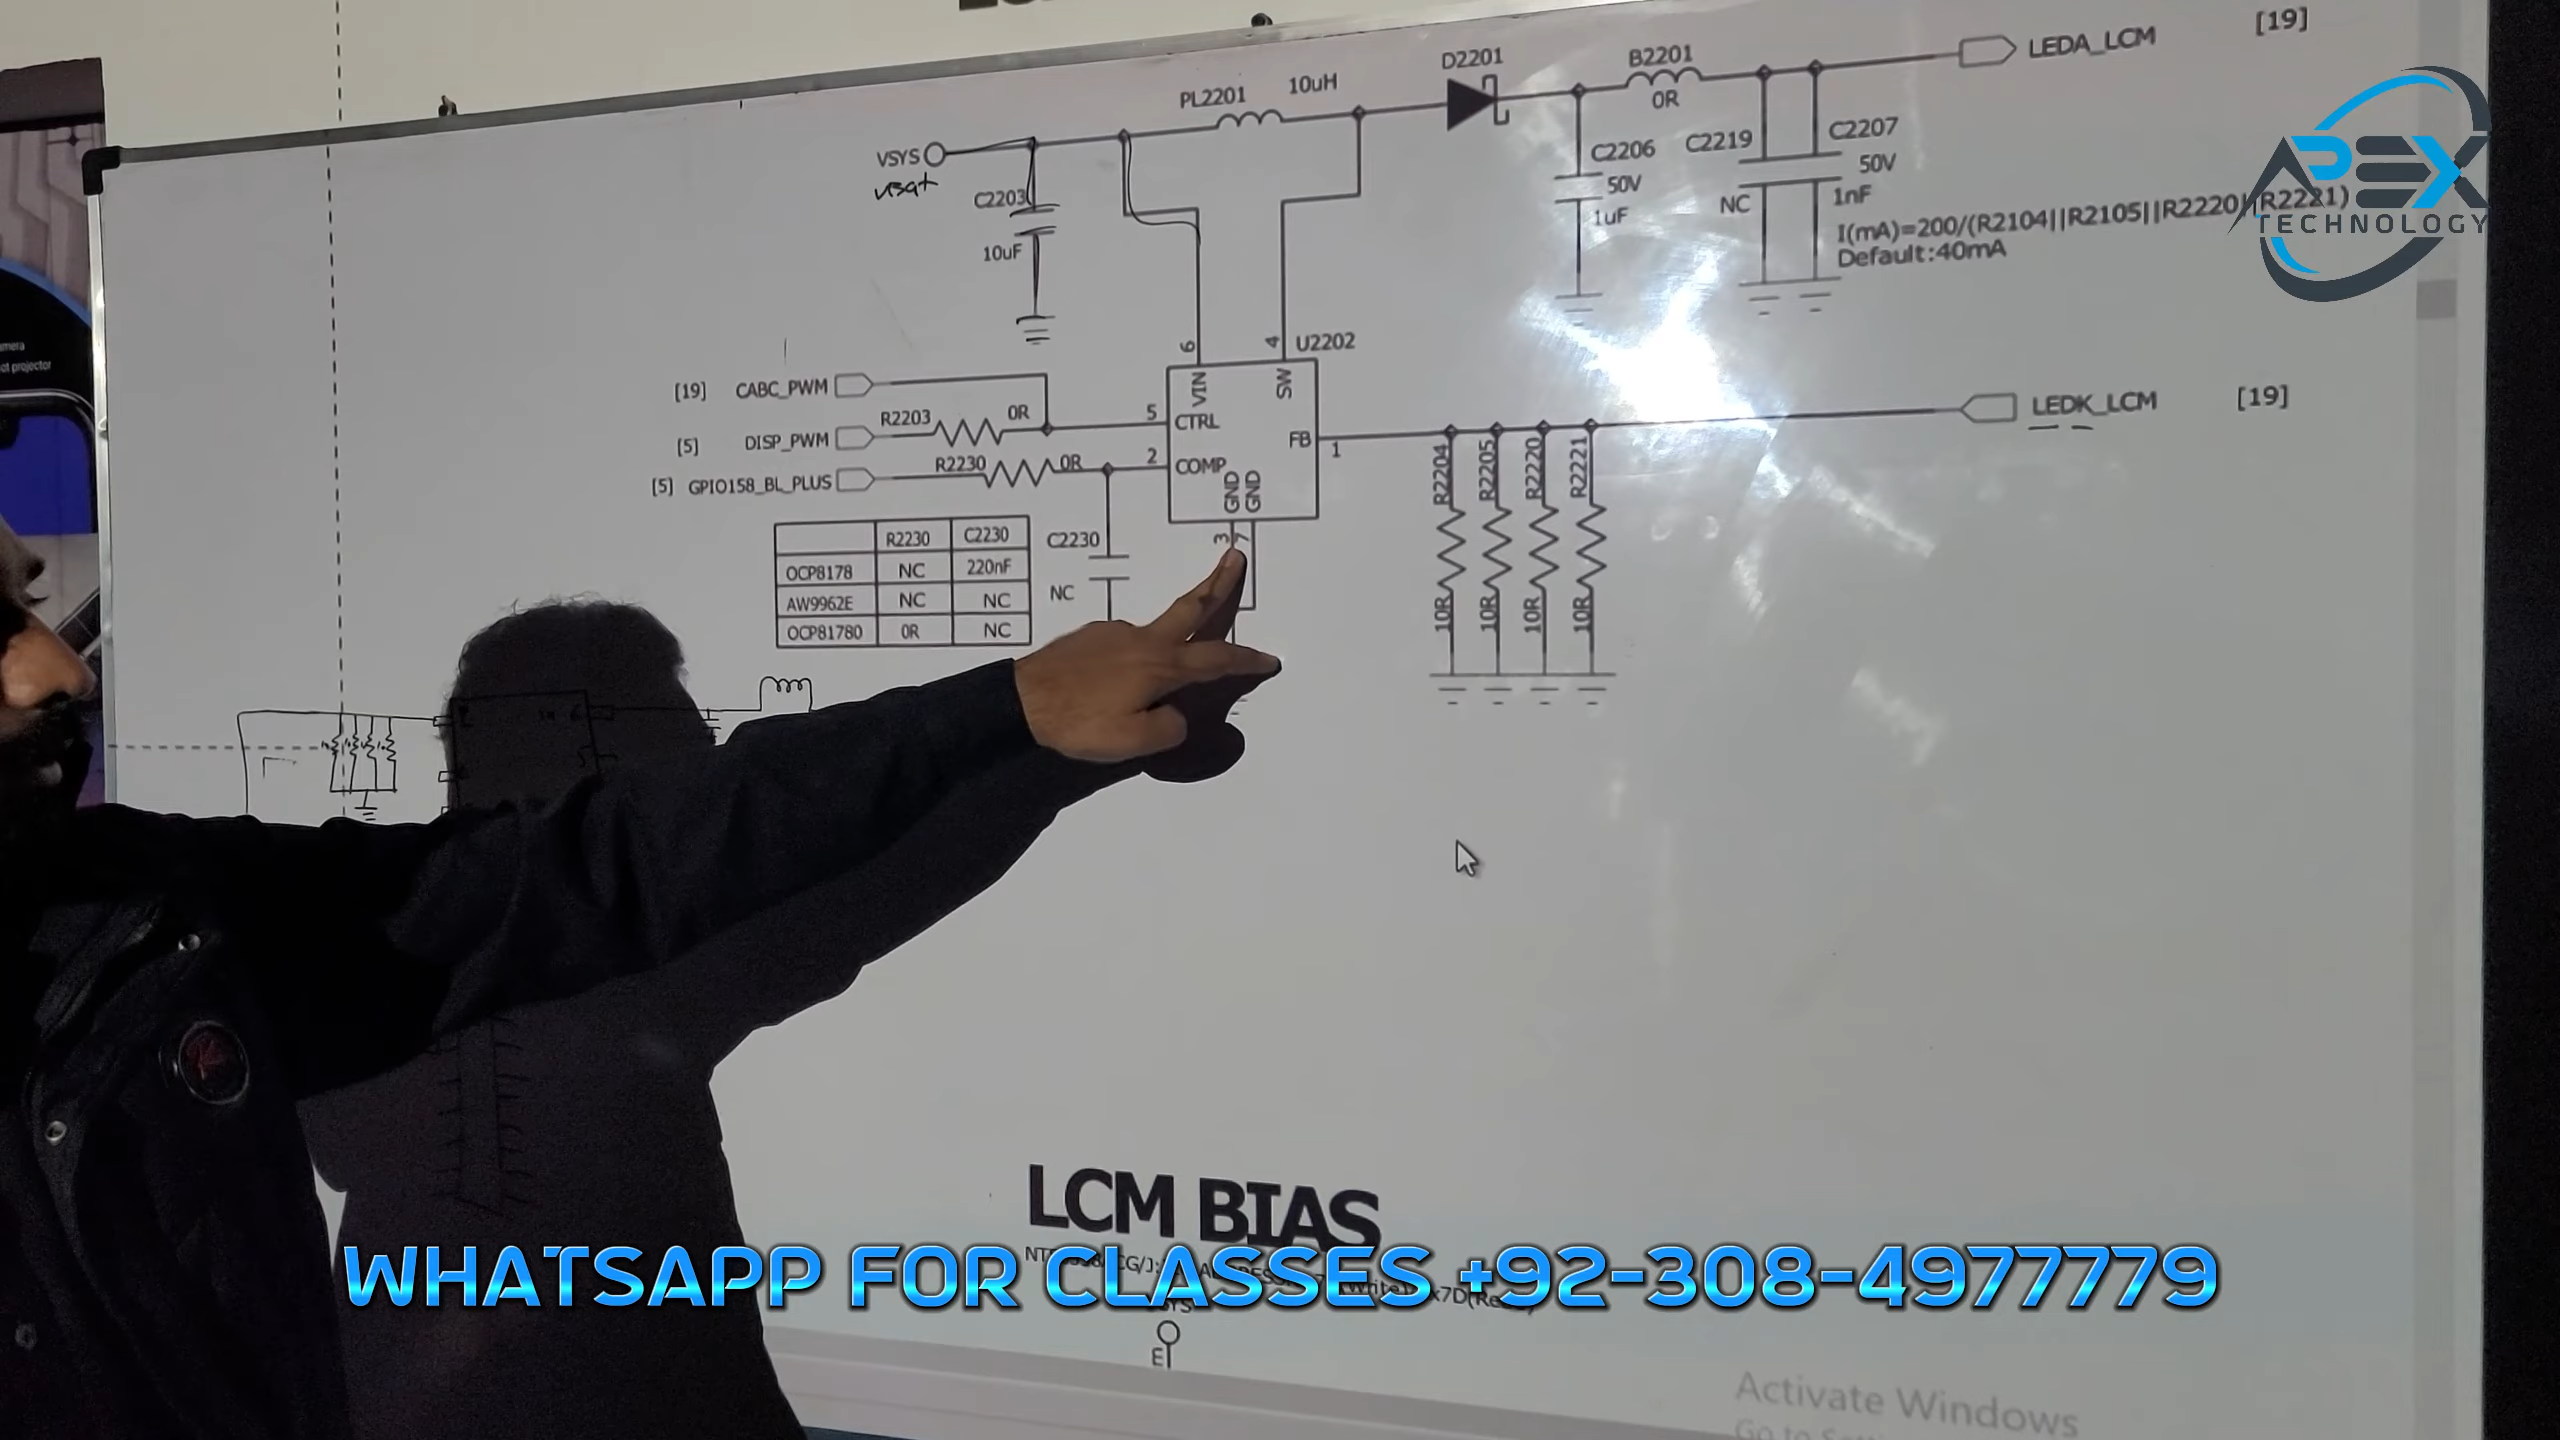 D2201
B2201
LEDA_LCM
[19]
PL2201
10uH
0R
VSYS
vBat
C2203
10uF
C2206
50V
1uF
C2219
NC
C2207
50V
1nF
I(mA)=200/(R2104||R2105||R2220||R2221)
Default:40mA
APEX
TECHNOLOGY
6
4
U2202
VIN
SW
[19]
CABC_PWM
R2203
0R
5
CTRL
[5]
DISP_PWM
R2230
0R
2
COMP
FB
1
[5]
GPIO158_BL_PLUS
GND
GND
3
7
LEDK_LCM
[19]
R2204
R2205
R2220
R2221
10R
10R
10R
10R
R2230 C2230
OCP8178 NC 220nF
AW9962E NC NC
OCP81780 0R NC
C2230
NC
mera
ot projector
LCM BIAS
WHATSAPP FOR CLASSES +92-308-4977779
E
Activate Windows